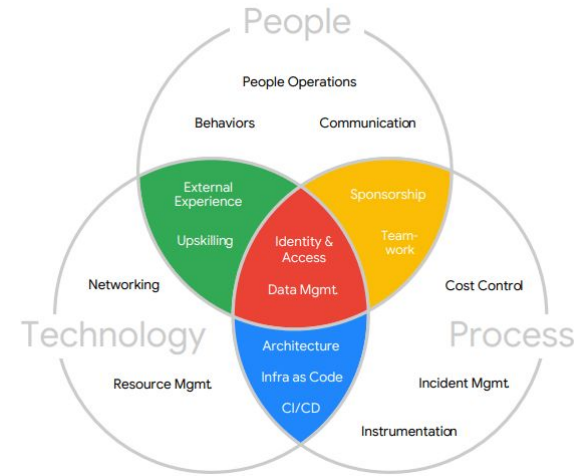 People
People Operations
Behaviors
Communication
External
Experience
Sponsorship
Upskilling
Team-
work
Identity &
Access
Networking
Data Mgmt.
Cost Control
Technology
Process
Architecture
Resource Mgmt.
Infra as Code
Incident Mgmt.
CI/CD
Instrumentation